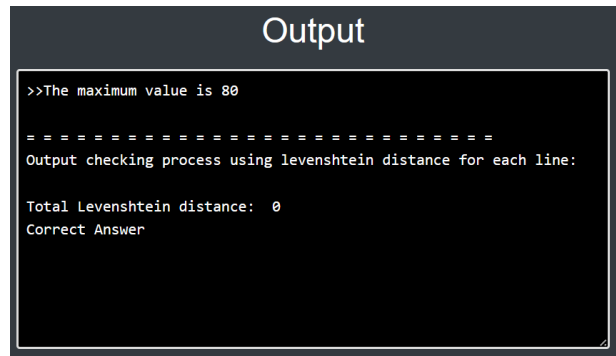 Output
>>The maximum value is 80
= = = = = = = = = = = = = = = = = = = = = = = = = = = =
Output checking process using levenshtein distance for each line:
Total Levenshtein distance:  0
Correct Answer